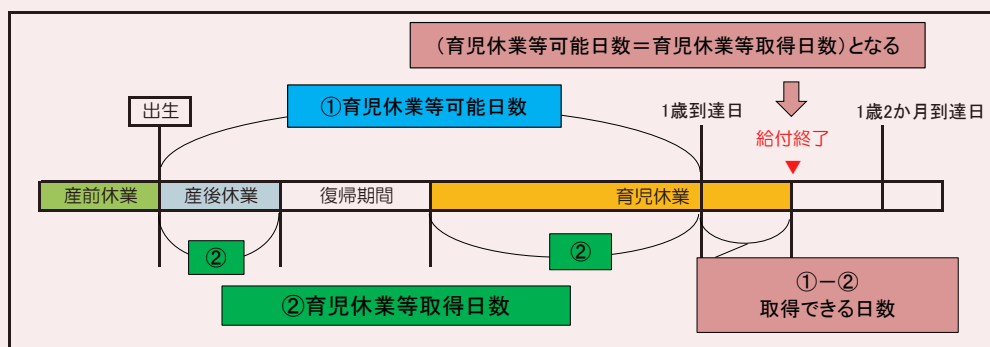 (育児休業等可能日数=育児休業等取得日数)となる
出生
①育児休業等可能日数
1歳到達日
1歳2か月到達日
給付終了
産前休業
産後休業
復帰期間
育児休業
②
②
②育児休業等取得日数
①－②
取得できる日数